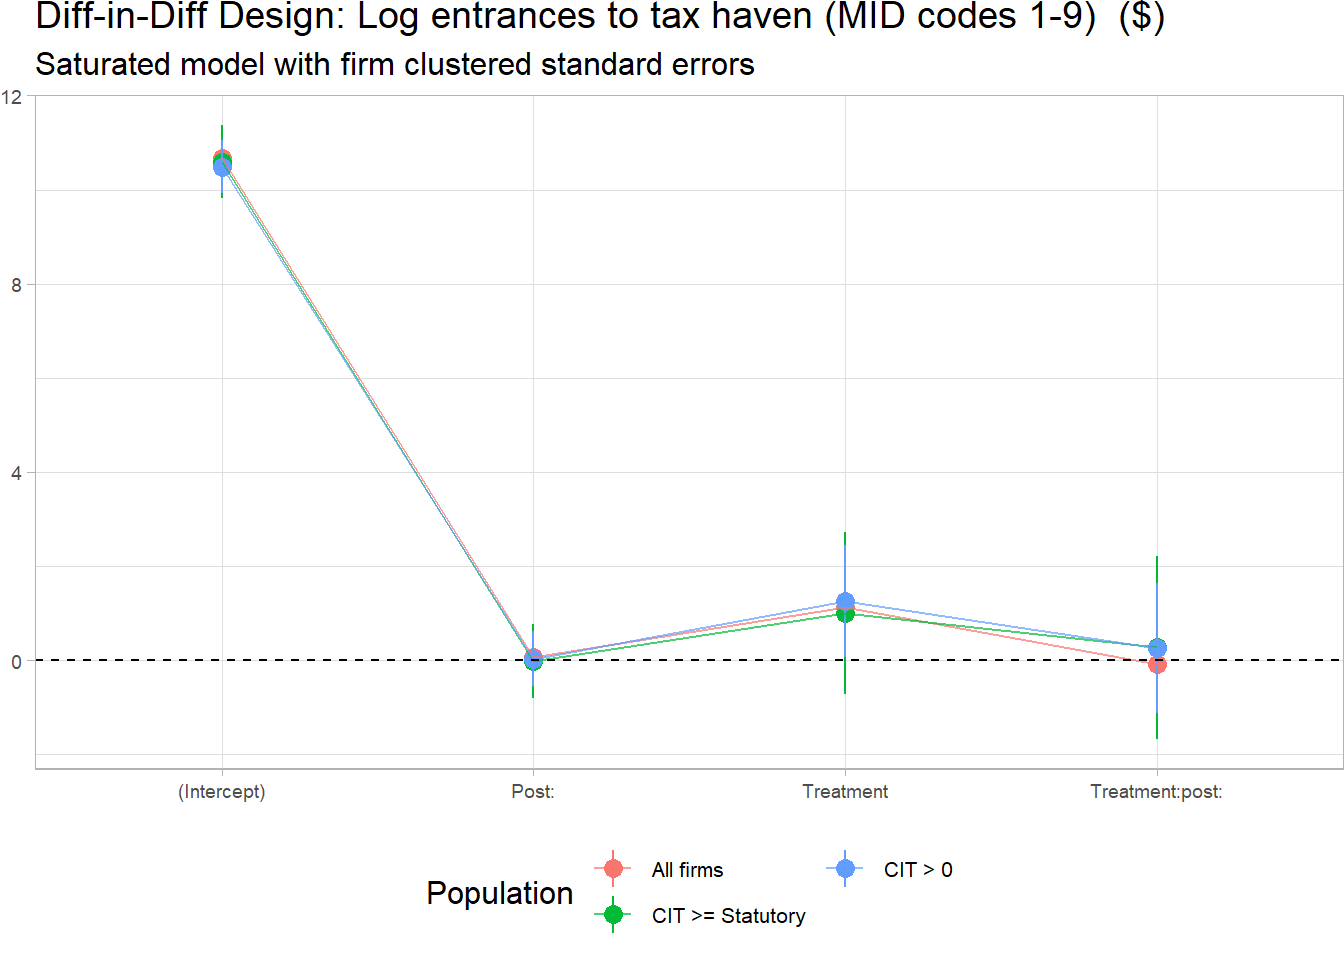 Diff-in-Diff Design: Log entrances to tax haven (MID codes 1-9)  ($)
Saturated model with firm clustered standard errors
12
8
4
0
(Intercept)
Post:
Treatment
Treatment:post:
Population
All firms
CIT > 0
CIT >= Statutory